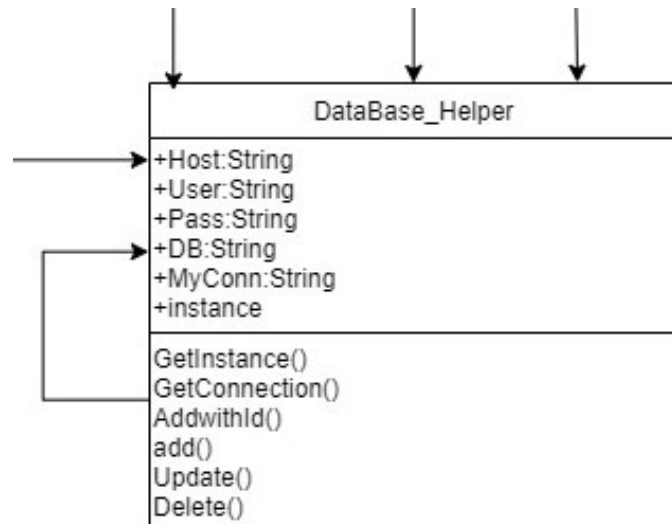 DataBase_Helper
+Host:String
+User:String
+Pass:String
+DB:String
+MyConn:String
+instance
GetInstance()
GetConnection()
AddwithId()
add()
Update()
Delete()